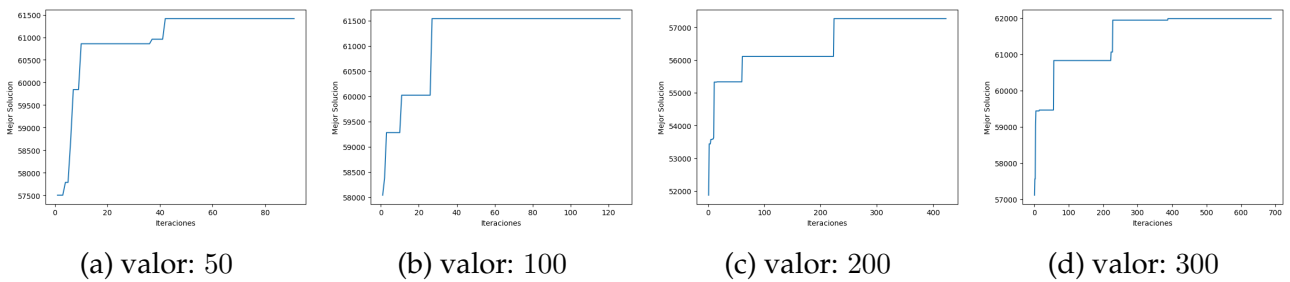 61500
61000
60500
60000
59500
59000
58500
58000
57500
Mejor Solucion
0 20 40 60 80
Iteraciones
(a) valor: 50
61500
61000
60500
60000
59500
59000
58500
58000
Mejor Solucion
0 20 40 60 80 100 120
Iteraciones
(b) valor: 100
57000
56000
55000
54000
53000
52000
Mejor Solucion
0 100 200 300 400
Iteraciones
(c) valor: 200
62000
61000
60000
59000
58000
57000
Mejor Solucion
0 100 200 300 400 500 600 700
Iteraciones
(d) valor: 300